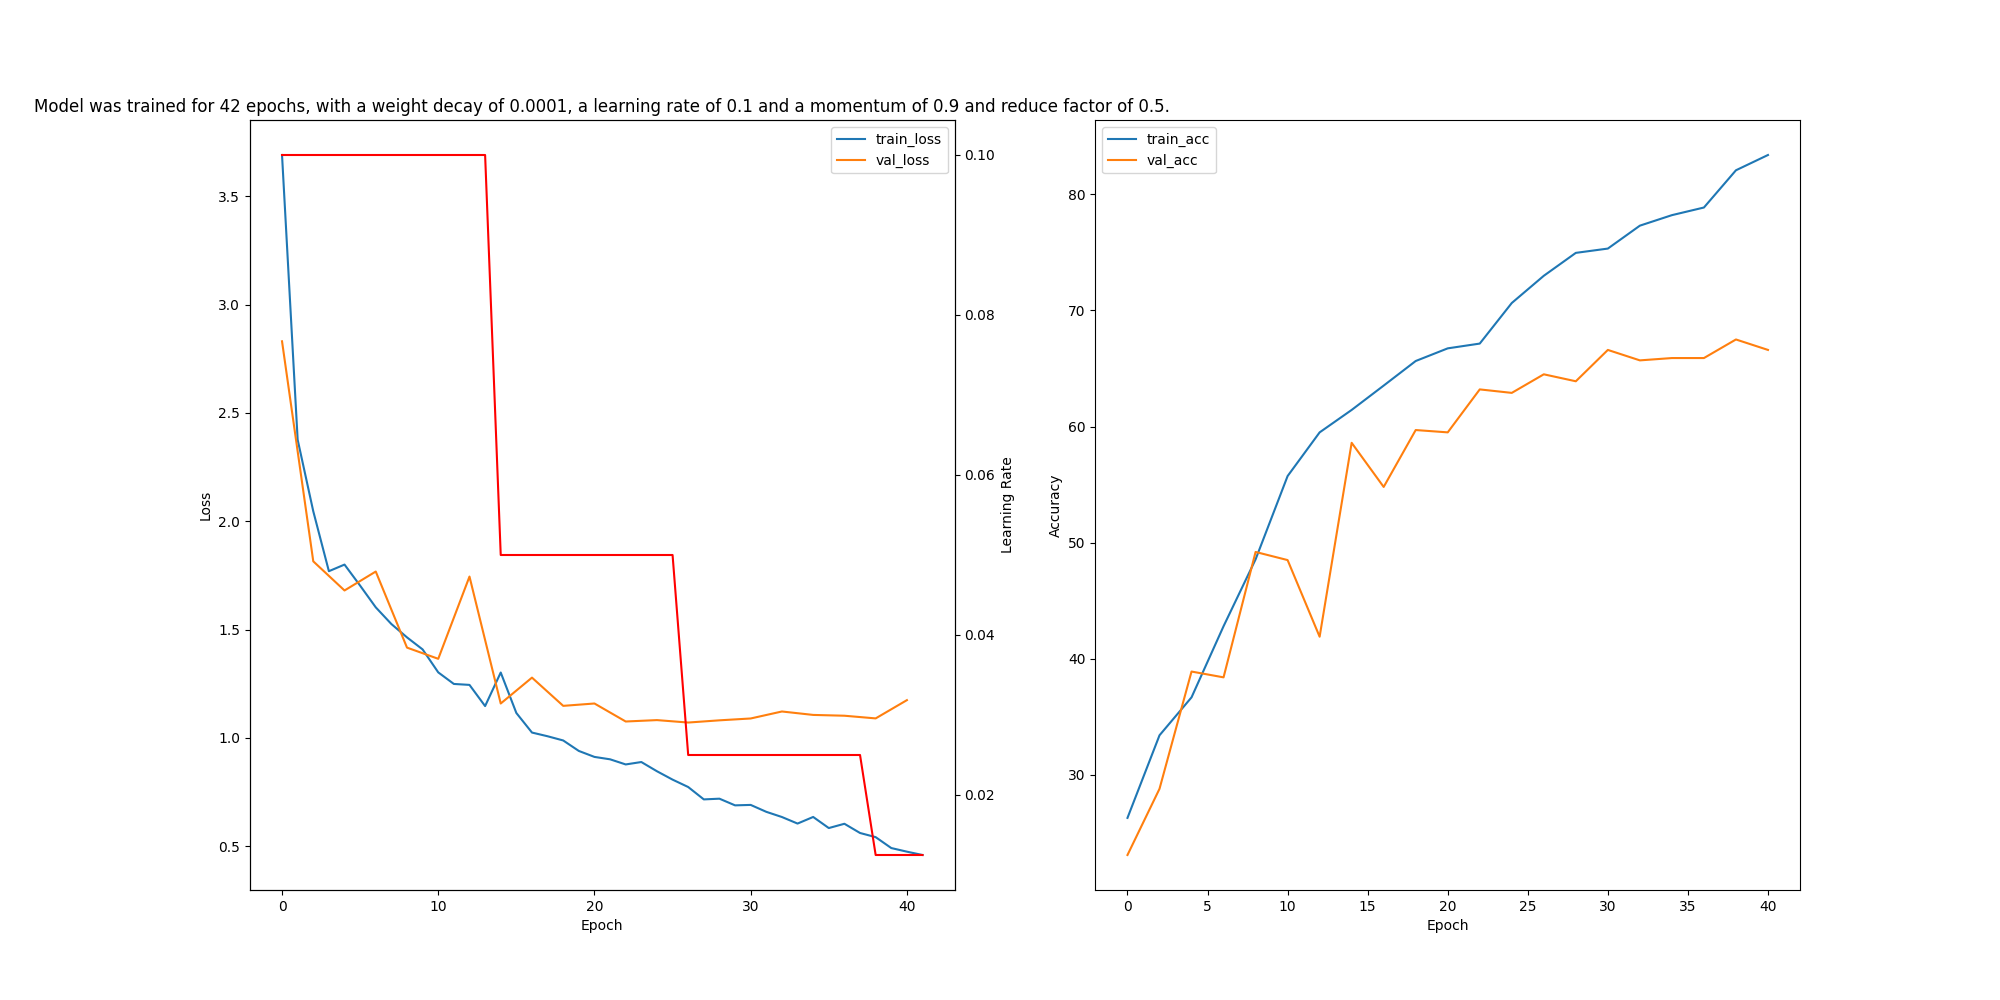 Model was trained for 42 epochs, with a weight decay of 0.0001, a learning rate of 0.1 and a momentum of 0.9 and reduce factor of 0.5.
train_loss
val_loss
3.5
3.0
2.5
2.0
1.5
1.0
0.5
Loss
0.10
0.08
0.06
0.04
0.02
Learning Rate
0 10 20 30 40
Epoch
train_acc
val_acc
80
70
60
50
40
30
Accuracy
0 5 10 15 20 25 30 35 40
Epoch